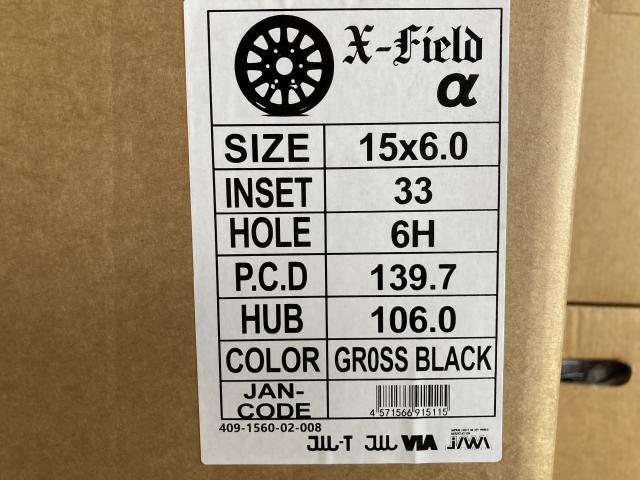 X-Field
α
SIZE 15x6.0
INSET 33
HOLE 6H
P.C.D 139.7
HUB 106.0
COLOR GR0SS BLACK
JAN-
CODE
4 571566 915115
409-1560-02-008
JWL-T JWL VIA JAWA